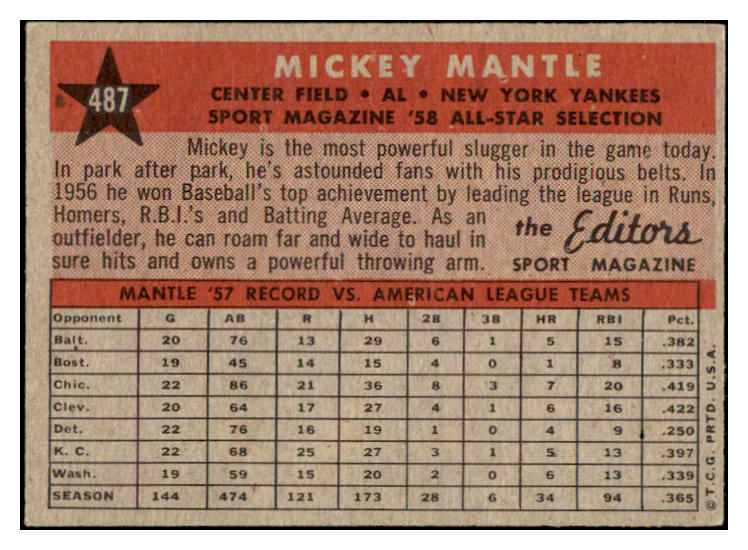 487
MICKEY MANTLE
CENTER FIELD • AL • NEW YORK YANKEES
SPORT MAGAZINE '58 ALL-STAR SELECTION
Mickey is the most powerful slugger in the game today.
In park after park, he's astounded fans with his prodigious belts. In
1956 he won Baseball's top achievement by leading the league in Runs,
Homers, R.B.I.'s and Batting Average. As an
outfielder, he can roam far and wide to haul in
sure hits and owns a powerful throwing arm.
the Editors
SPORT MAGAZINE
MANTLE '57 RECORD VS. AMERICAN LEAGUE TEAMS
Opponent G AB R H 2B 3B HR RBI Pct.
Balt. 20 76 13 29 6 1 5 15 .382
Bost. 19 45 14 15 4 0 1 8 .333
Chic. 22 86 21 36 8 3 7 20 .419
Clev. 20 64 17 27 4 1 6 16 .422
Det. 22 76 16 19 1 0 4 9 .250
K. C. 22 68 25 27 3 1 5 13 .397
Wash. 19 59 15 20 2 0 6 13 .339
SEASON 144 474 121 173 28 6 34 94 .365
© T.C.G. PRTD. U.S.A.